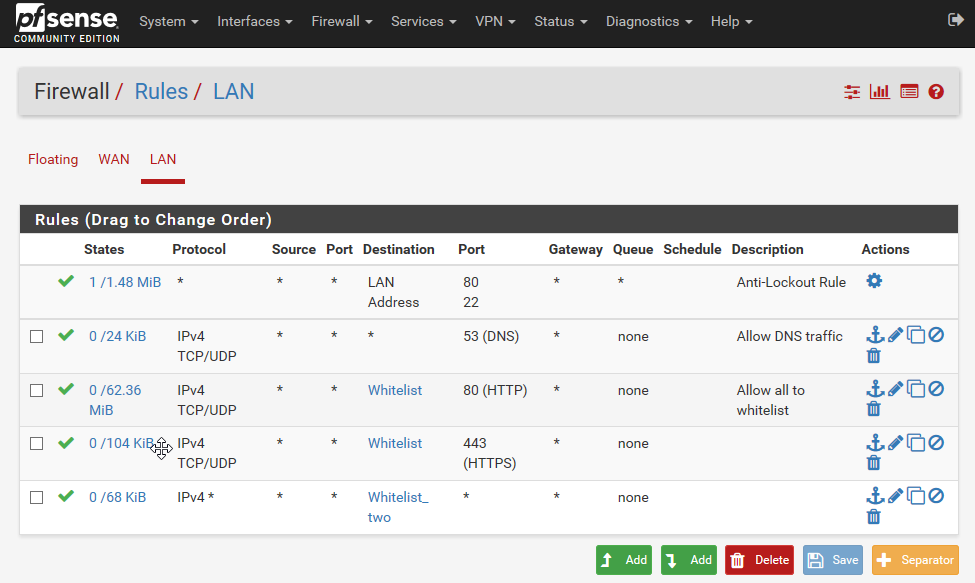 pfsense
COMMUNITY EDITION
System Interfaces Firewall Services VPN Status Diagnostics Help
Firewall / Rules / LAN
Floating WAN LAN
Rules (Drag to Change Order)
States Protocol Source Port Destination Port Gateway Queue Schedule Description Actions
1 /1.48 MiB * * * LAN 80 * * Anti-Lockout Rule
Address 22
0 /24 KiB IPv4 * * * 53 (DNS) * none Allow DNS traffic
TCP/UDP
0 /62.36 IPv4 * * Whitelist 80 (HTTP) * none Allow all to
MiB TCP/UDP whitelist
0 /104 KiB IPv4 * * Whitelist 443 * none
TCP/UDP (HTTPS)
0 /68 KiB IPv4 * * * Whitelist_ * * none
two
Add Add Delete Save Separator